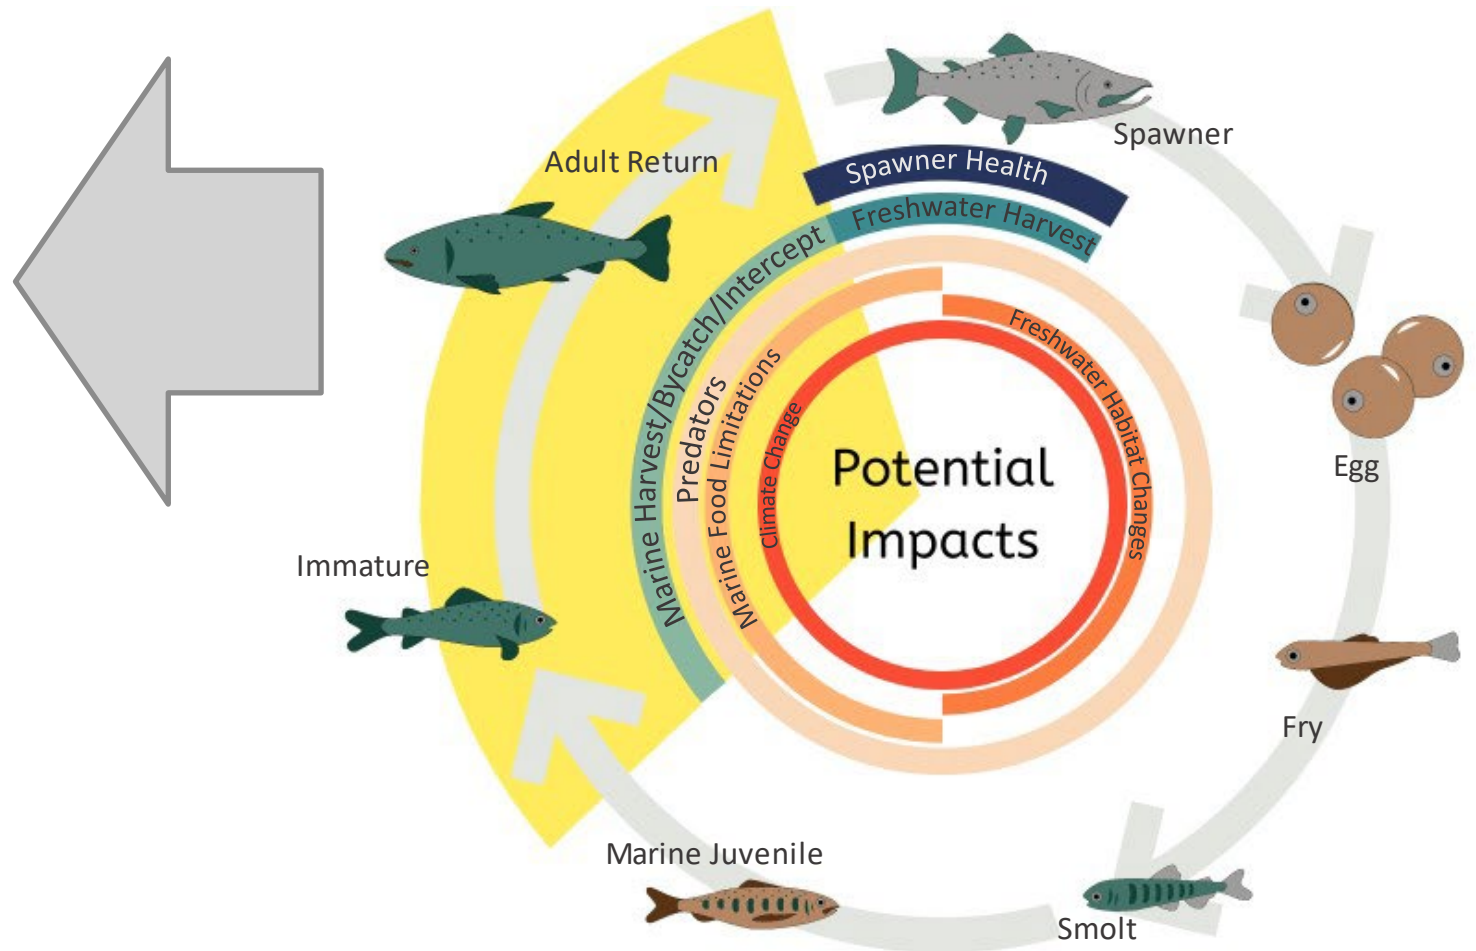 Spawner
Adult Return
Spawner Health
Freshwater Harvest
Marine Harvest/Bycatch/Intercept
Predators
Marine Food Limitations
Climate Change
Freshwater Habitat Changes
Potential
Impacts
Egg
Immature
Fry
Marine Juvenile
Smolt